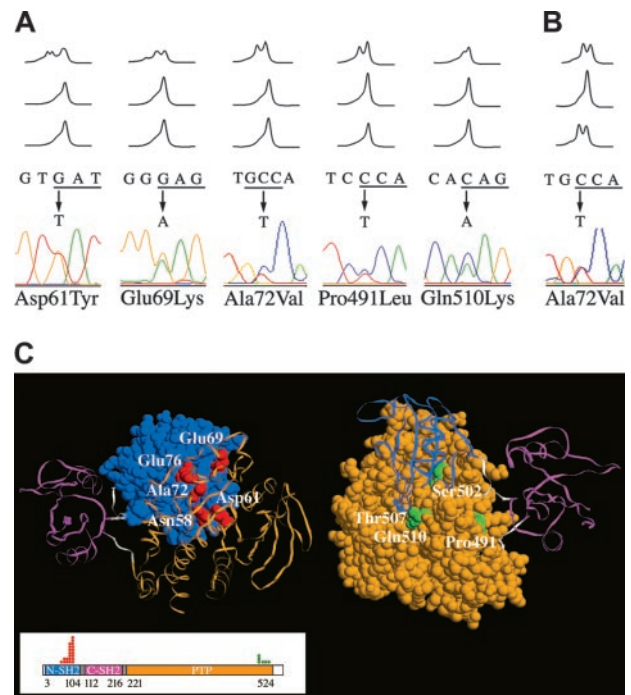 A
B
G T G A T
G G G A G
T G C C A
T C C C A
C A C A G
T G C C A
T
A
T
T
A
T
Asp61Tyr
Glu69Lys
Ala72Val
Pro491Leu
Gln510Lys
Ala72Val
C
Glu69
Glu76
Ala72
Asp61
Asn58
Ser502
Thr507
Gln510
Pro491
N-SH2 C-SH2 PTP
3 104 112 216 221 524